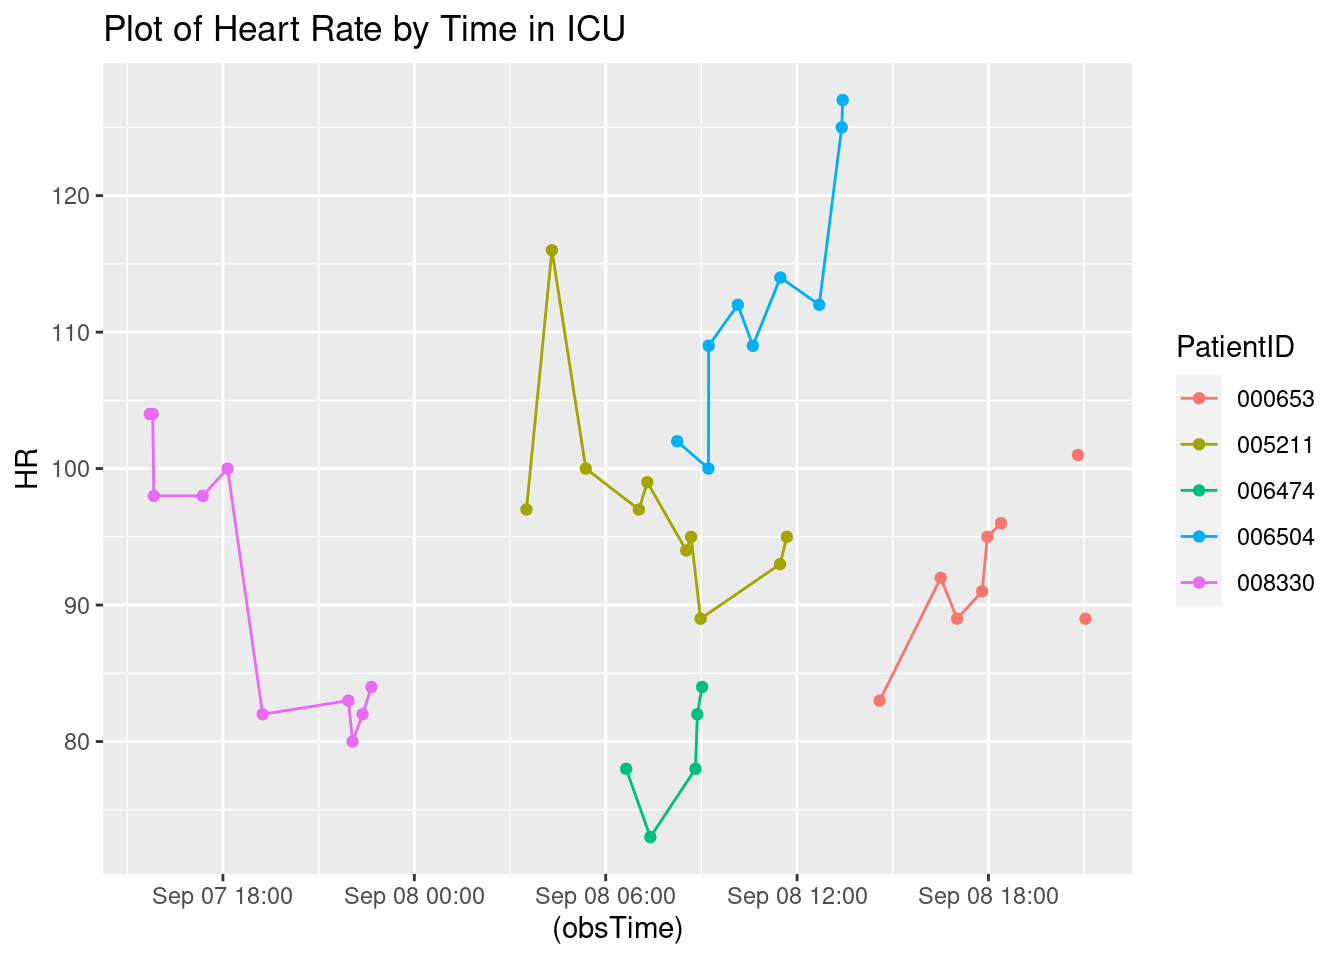 Plot of Heart Rate by Time in ICU
HR
120
110
100
90
80
Sep 07 18:00 Sep 08 00:00 Sep 08 06:00 Sep 08 12:00 Sep 08 18:00
(obsTime)
PatientID
000653
005211
006474
006504
008330